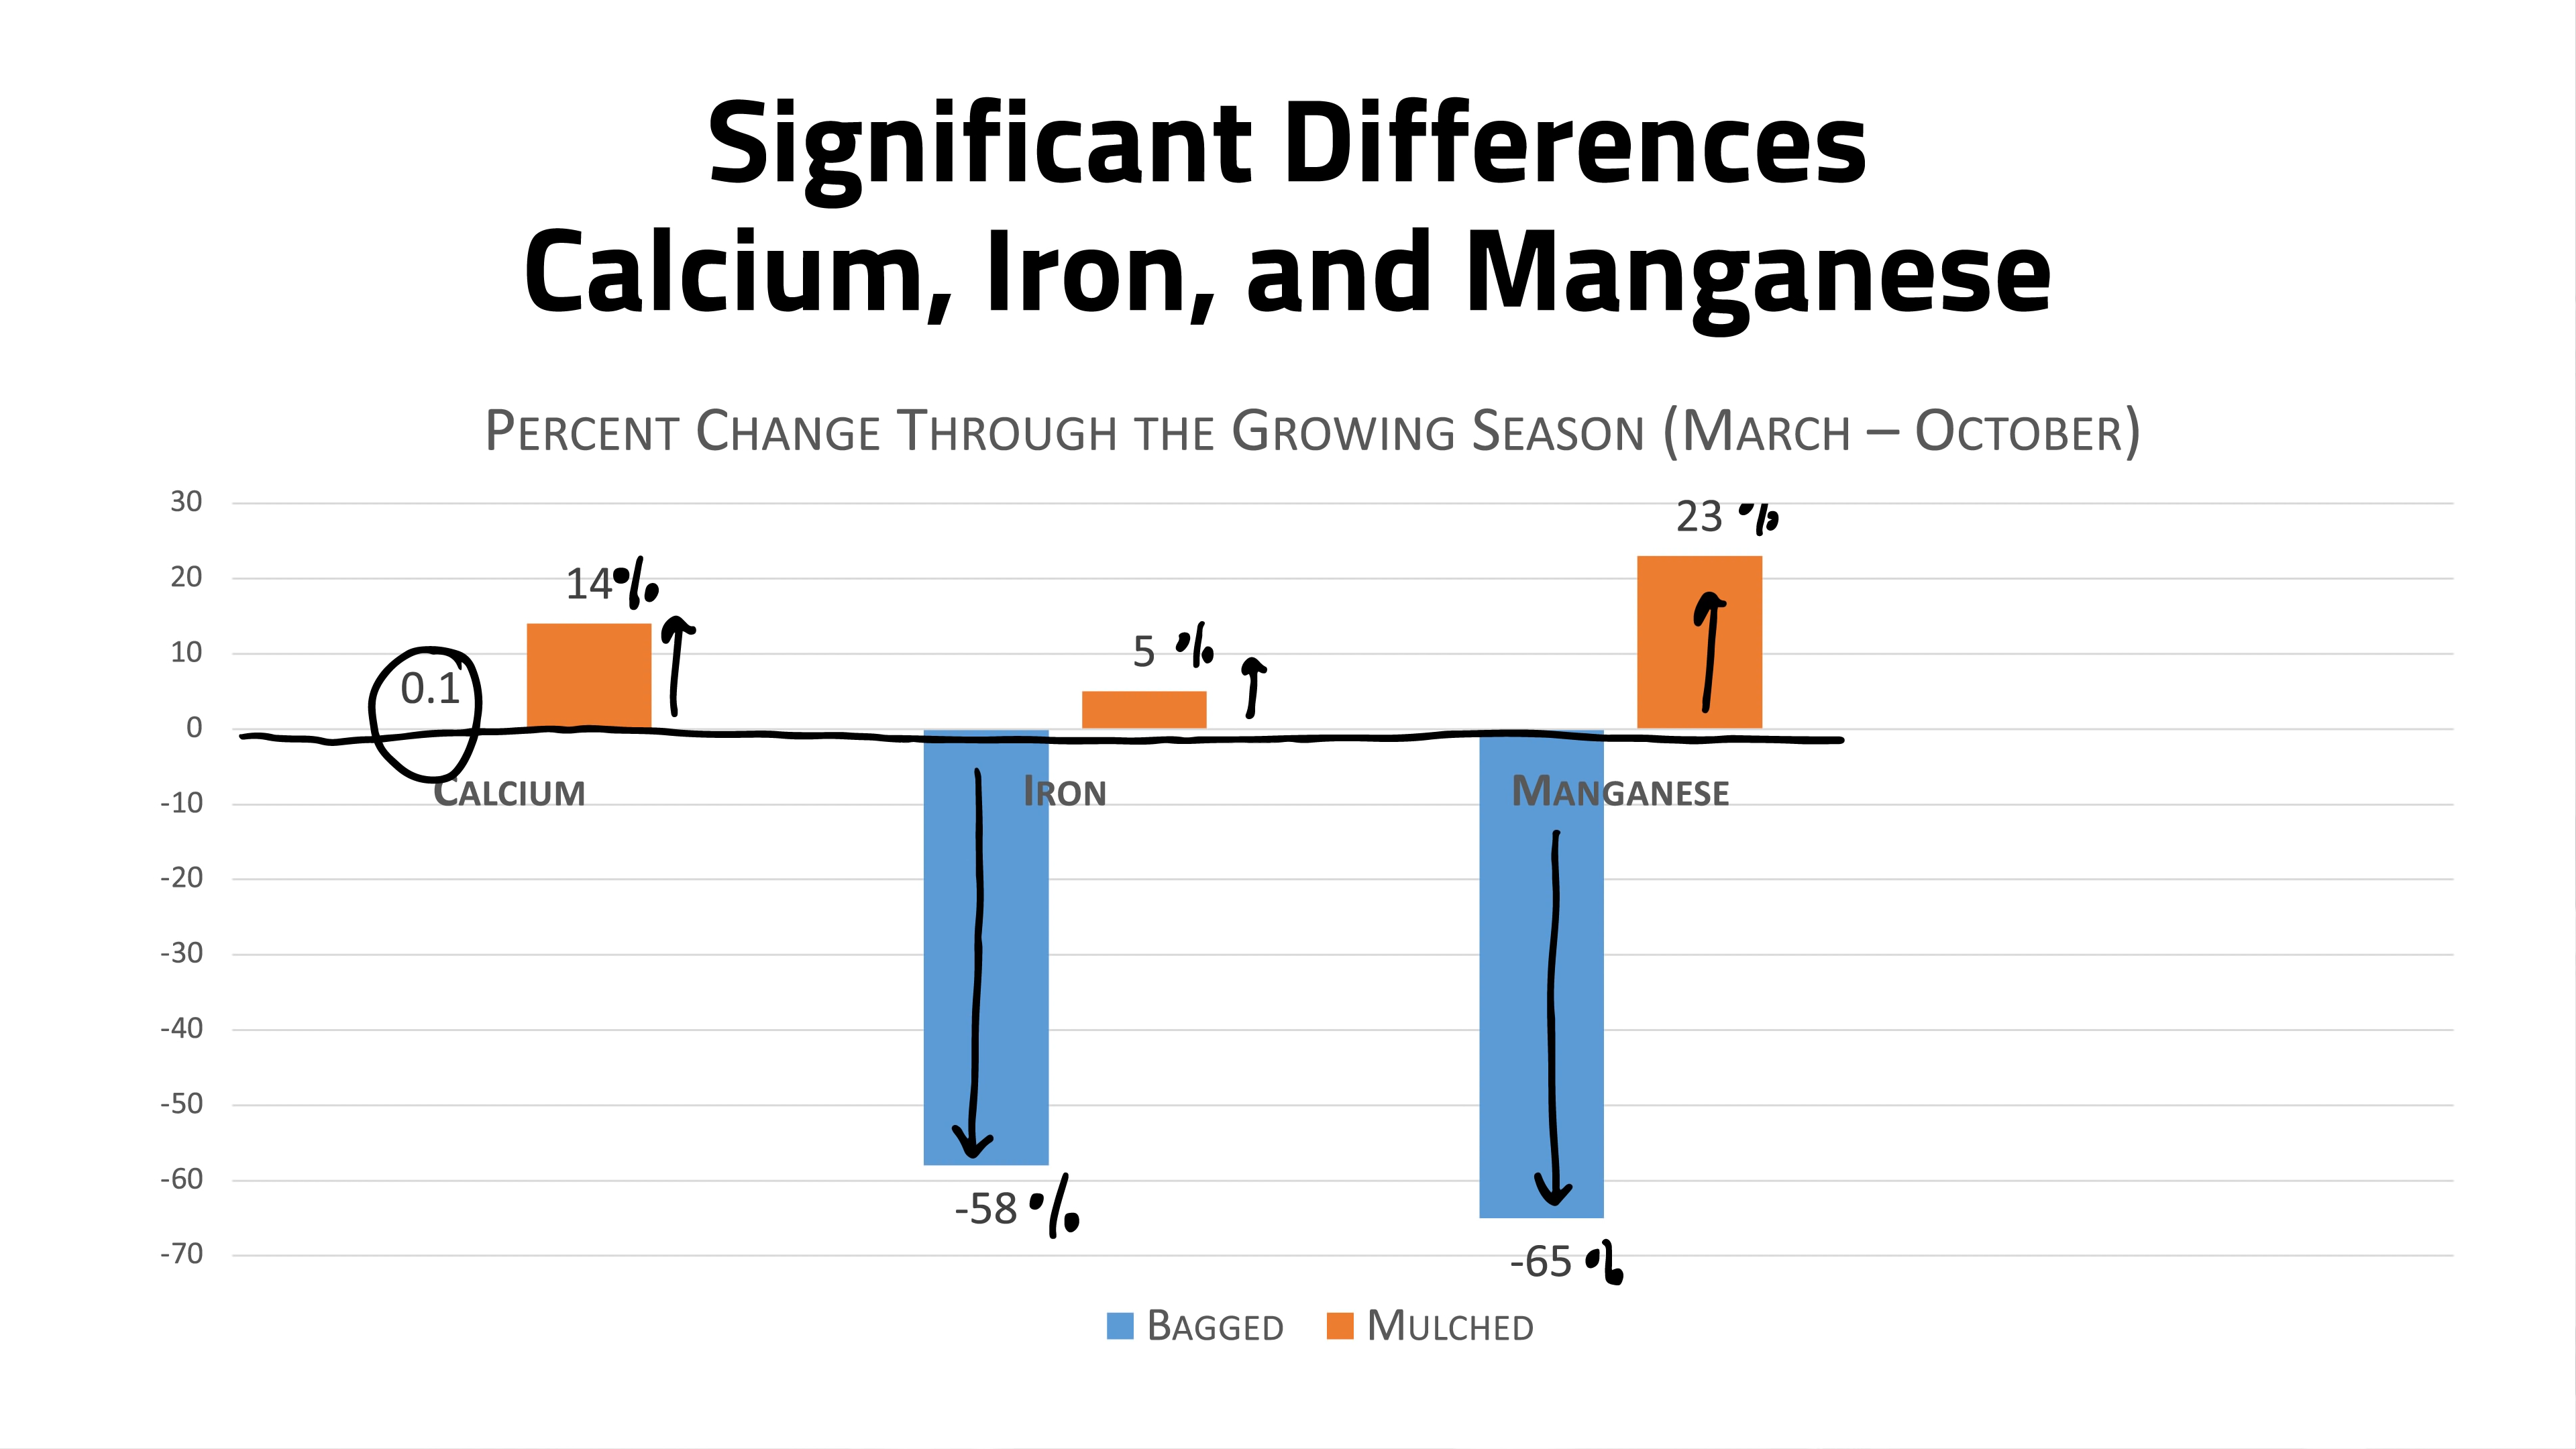 Significant Differences
Calcium, Iron, and Manganese
PERCENT CHANGE THROUGH THE GROWING SEASON (MARCH – OCTOBER)
30
20
10
0
-10
-20
-30
-40
-50
-60
-70
0.1
14%
5 %
23 %
CALCIUM
IRON
MANGANESE
-58 %
-65 %
BAGGED
MULCHED